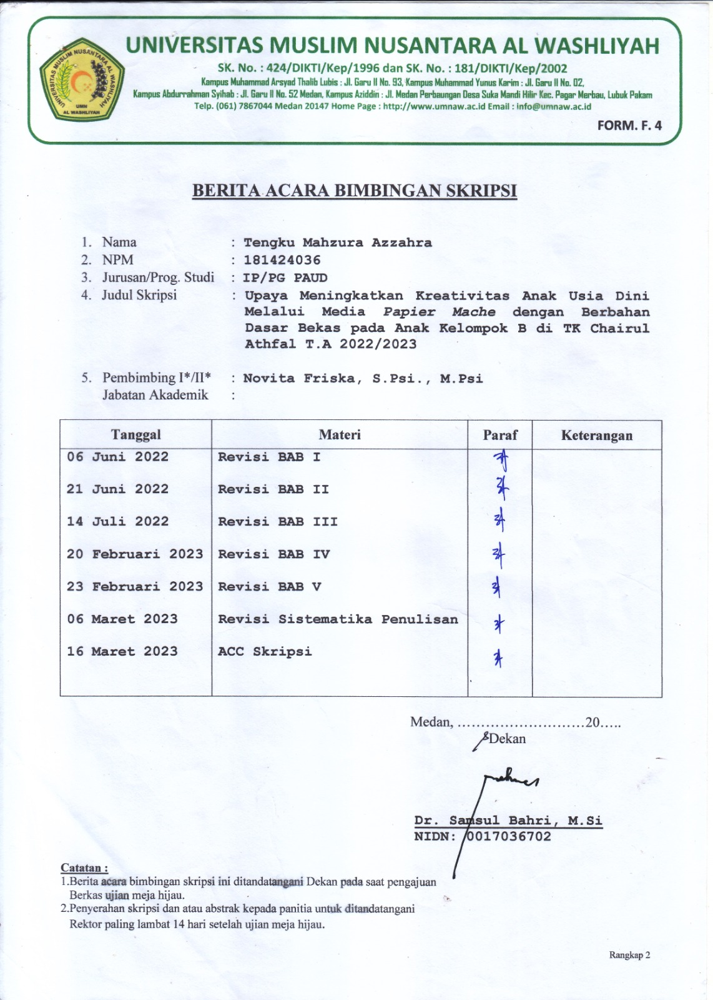 UNIVERSITAS MUSLIM NUSANTARA AL WASHLIYAH
UMN
AL WASHLIYAH
UNIVERSITAS MUSLIM NUSANTARA AL WASHLIYAH
SK. No. : 424/DIKTI/Kep/1996 dan SK. No. : 181/DIKTI/Kep/2002
Kampus Muhammad Arsyad Thalib Lubis : Jl. Garu II No. 93, Kampus Muhammad Yunus Karim : Jl. Garu II No. 02,
Kampus Abdurrahman Syihab : Jl. Garu II No. 52 Medan, Kampus Aziddin : Jl. Medan Perbaungan Desa Suka Mandi Hilir Kec. Pagar Merbau, Lubuk Pakam
Telp. (061) 7867044 Medan 20147 Home Page : http://www.umnaw.ac.id Email : info@umnaw.ac.id
FORM. F. 4
BERITA ACARA BIMBINGAN SKRIPSI
1. Nama : Tengku Mahzura Azzahra
2. NPM : 181424036
3. Jurusan/Prog. Studi : IP/PG PAUD
4. Judul Skripsi : Upaya Meningkatkan Kreativitas Anak Usia Dini
Melalui Media Papier Mache dengan Berbahan
Dasar Bekas pada Anak Kelompok B di TK Chairul
Athfal T.A 2022/2023
5. Pembimbing I*/II* : Novita Friska, S.Psi., M.Psi
Jabatan Akademik :
Tanggal Materi Paraf Keterangan
06 Juni 2022 Revisi BAB I
21 Juni 2022 Revisi BAB II
14 Juli 2022 Revisi BAB III
20 Februari 2023 Revisi BAB IV
23 Februari 2023 Revisi BAB V
06 Maret 2023 Revisi Sistematika Penulisan
16 Maret 2023 ACC Skripsi
Medan, ………………………20…..
Dekan
Dr. Samsul Bahri, M.Si
NIDN: 0017036702
Catatan :
1.Berita acara bimbingan skripsi ini ditandatangani Dekan pada saat pengajuan
Berkas ujian meja hijau.
2.Penyerahan skripsi dan atau abstrak kepada panitia untuk ditandatangani
Rektor paling lambat 14 hari setelah ujian meja hijau.
Rangkap 2